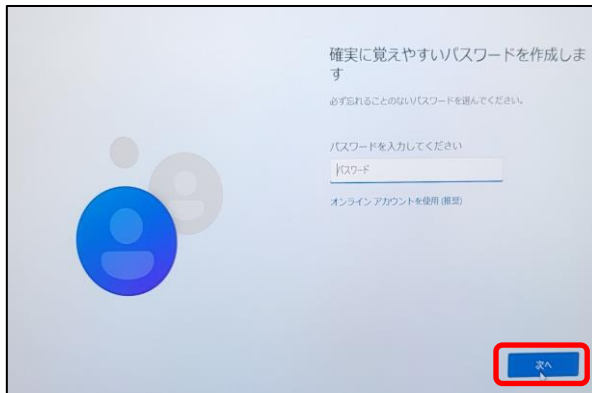 確実に覚えやすいパスワードを作成しま
す
必ず忘れることのないパスワードを選んでください。
パスワードを入力してください
パスワード
オンライン アカウントを使用 (推奨)
次へ